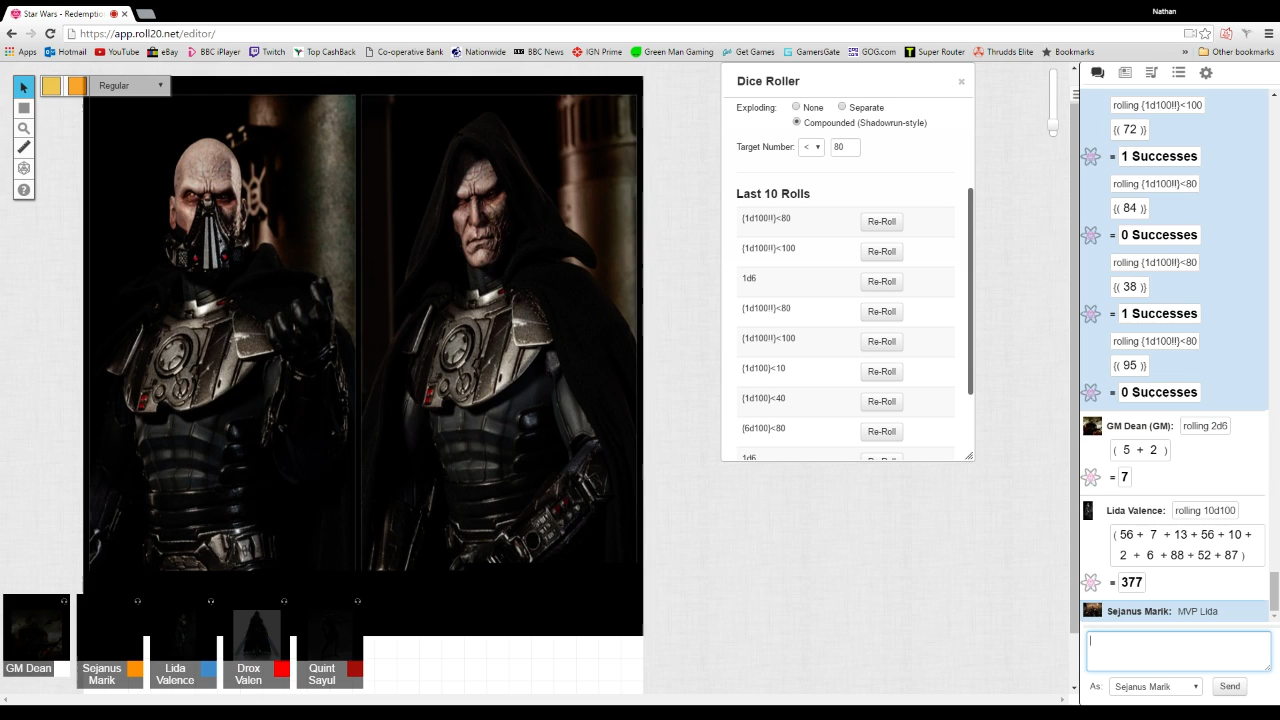 Nathan
Star Wars - Redemptio
https://app.roll20.net/editor/
Apps Hotmail YouTube eBay BBC iPlayer Twitch Top CashBack Co-operative Bank Nationwide BBC News IGN Prime Green Man Gaming Get Games GamersGate GOG.com Super Router Thrudds Elite Bookmarks » Other bookmarks
Regular
Dice Roller
Exploding: None Separate
Compounded (Shadowrun-style)
Target Number: < 80
Last 10 Rolls
{1d100!!}<80 Re-Roll
{1d100!!}<100 Re-Roll
1d6 Re-Roll
{1d100!!}<80 Re-Roll
{1d100!!}<100 Re-Roll
{1d100}<10 Re-Roll
{1d100}<40 Re-Roll
{6d100}<80 Re-Roll
1d6 Re-Roll
rolling {1d100!!}<100
{( 72 )}
= 1 Successes
rolling {1d100!!}<80
{( 84 )}
= 0 Successes
rolling {1d100!!}<80
{( 38 )}
= 1 Successes
rolling {1d100!!}<80
{( 95 )}
= 0 Successes
GM Dean (GM): rolling 2d6
( 5 + 2 )
= 7
Lida Valence: rolling 10d100
( 56 + 7 + 13 + 56 + 10 +
2 + 6 + 88 + 52 + 87 )
= 377
Sejanus Marik: MVP Lida
As: Sejanus Marik Send
GM Dean
Sejanus
Marik
Lida
Valence
Drox
Valen
Quint
Sayul